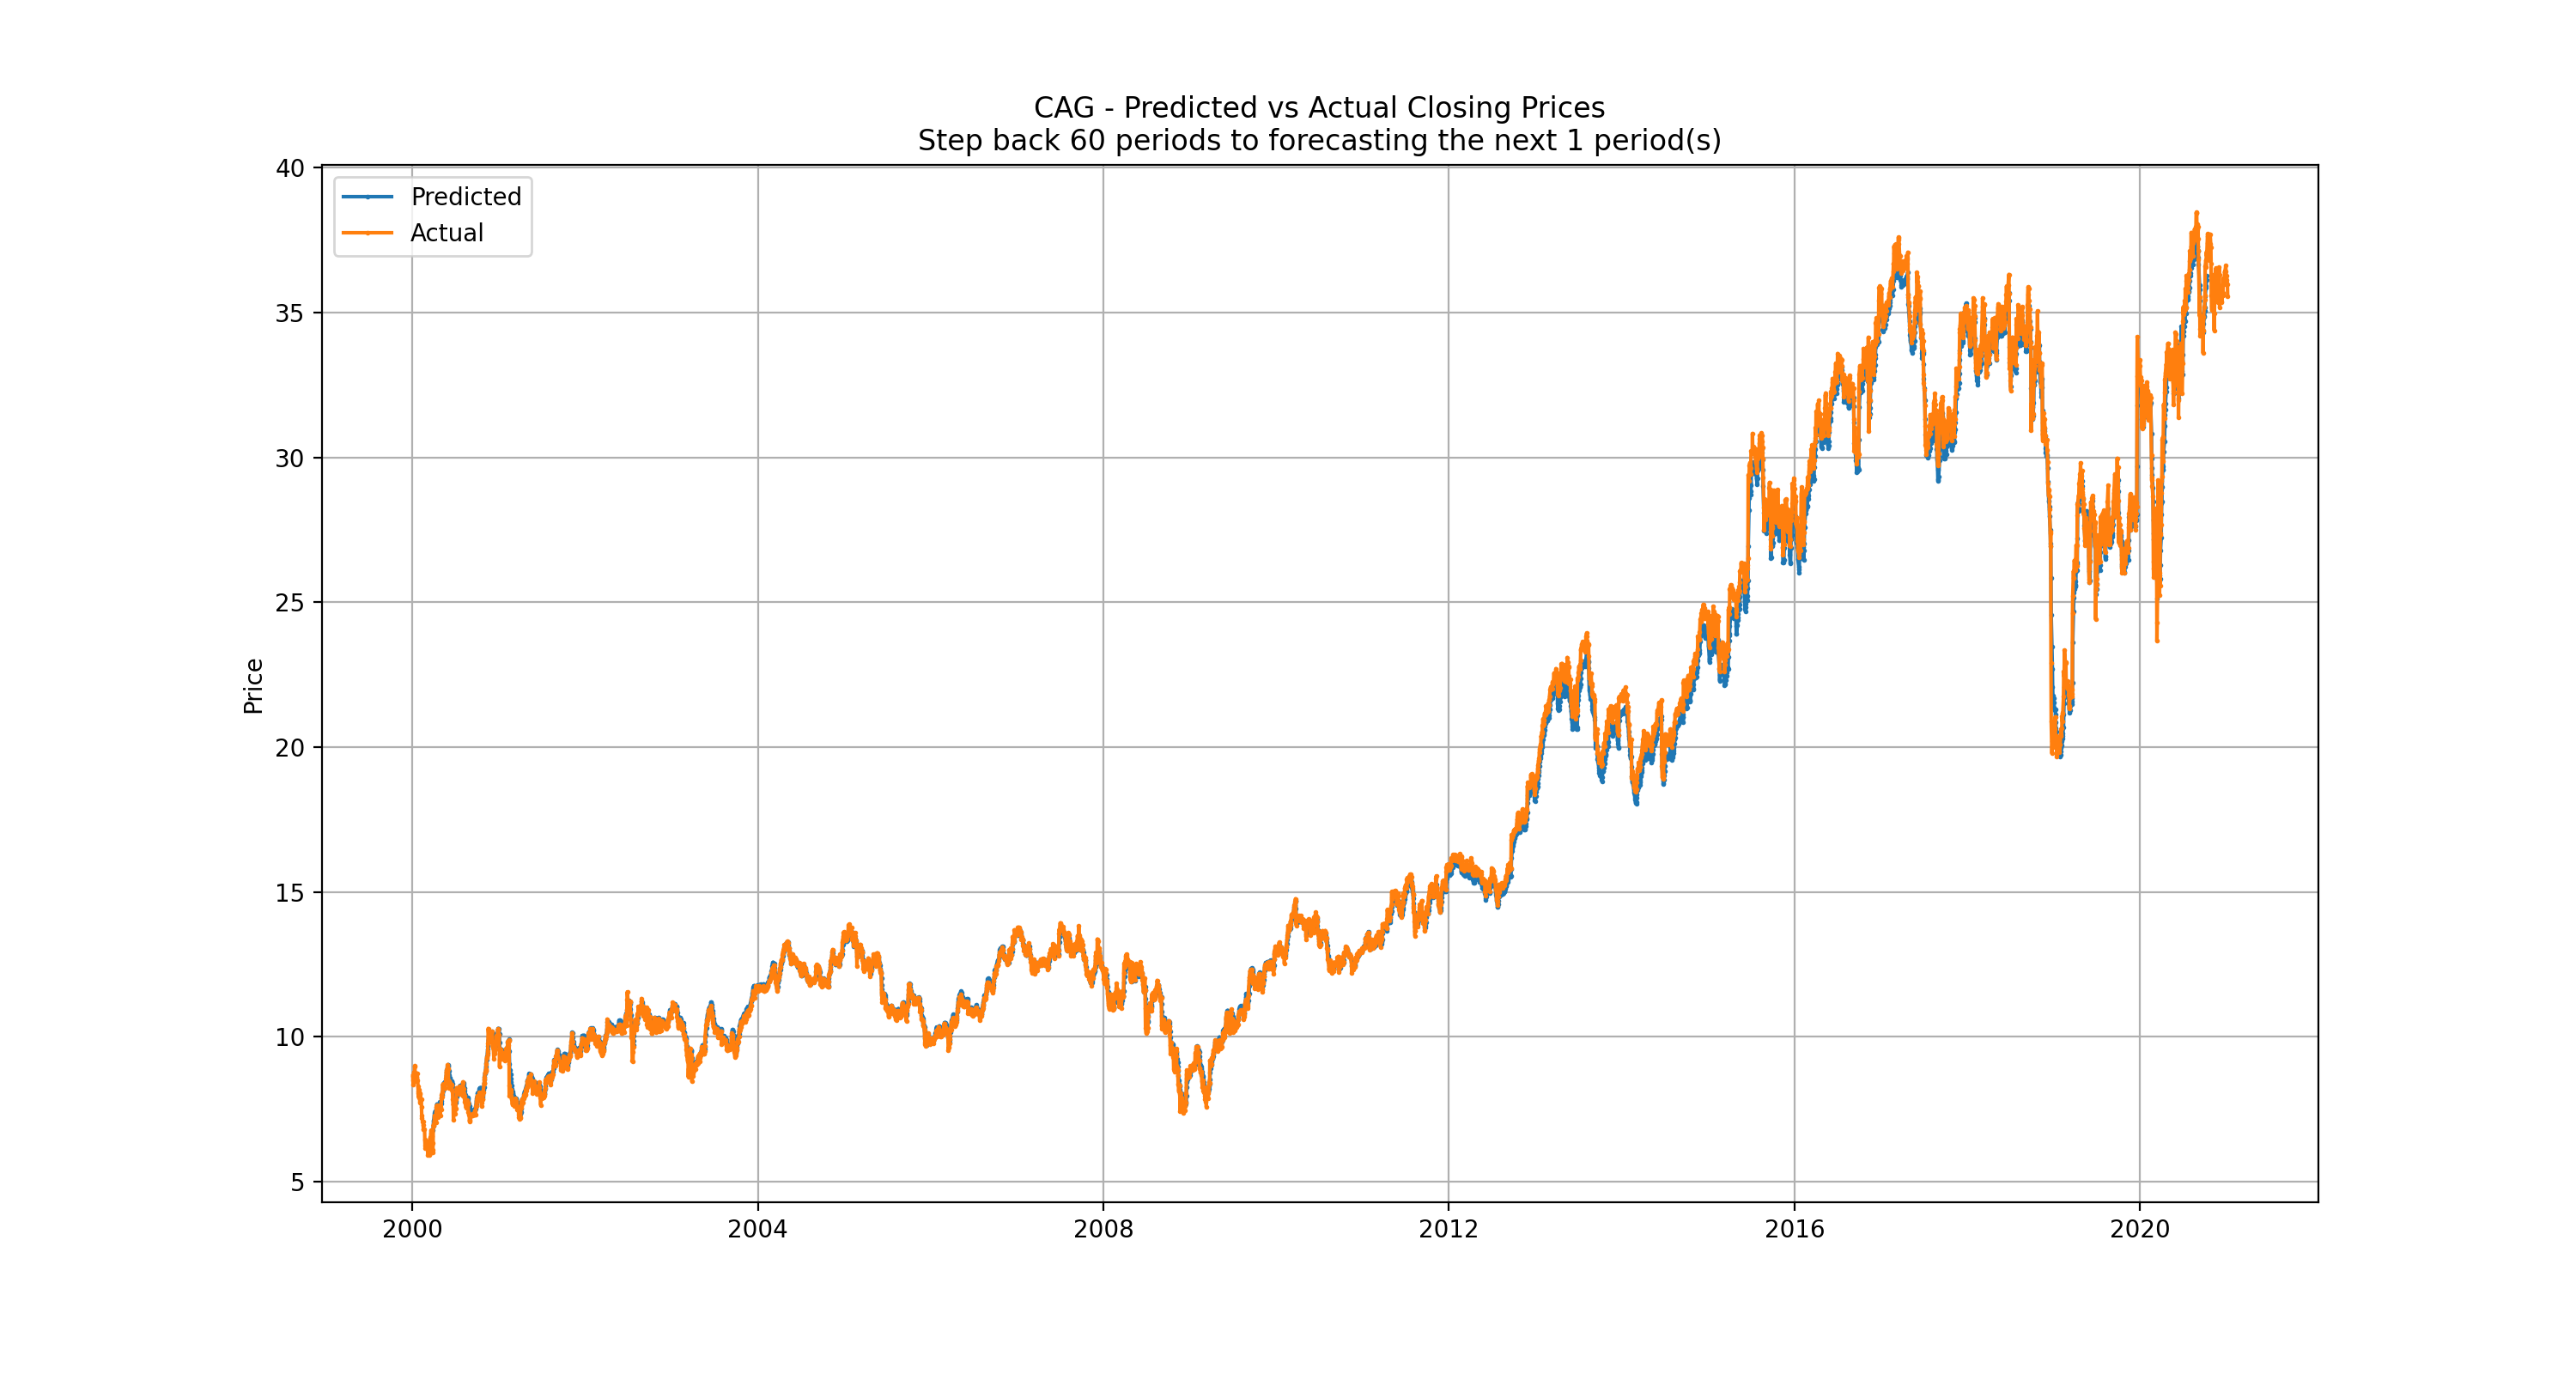 CAG - Predicted vs Actual Closing Prices
Step back 60 periods to forecasting the next 1 period(s)
Predicted
Actual
Price
40
35
30
25
20
15
10
5
2000
2004
2008
2012
2016
2020